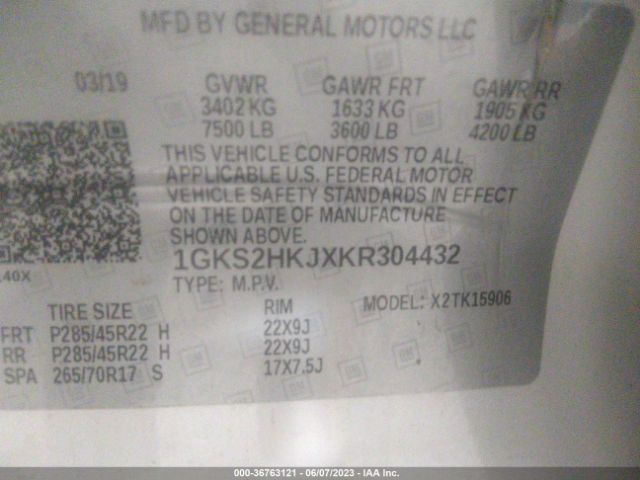 MFD BY GENERAL MOTORS LLC
03/19 GVWR GAWR FRT GAWR RR
3402 KG 1633 KG 1905 KG
7500 LB 3600 LB 4200 LB
THIS VEHICLE CONFORMS TO ALL
APPLICABLE U.S. FEDERAL MOTOR
VEHICLE SAFETY STANDARDS IN EFFECT
ON THE DATE OF MANUFACTURE
SHOWN ABOVE.
1GKS2HKJXKR304432
140X
TYPE: M.P.V. MODEL: X2TK15906
TIRE SIZE RIM
FRT P285/45R22 H 22X9J
RR P285/45R22 H 22X9J
SPA 265/70R17 S 17X7.5J
000-36763121 - 06/07/2023 - IAA Inc.